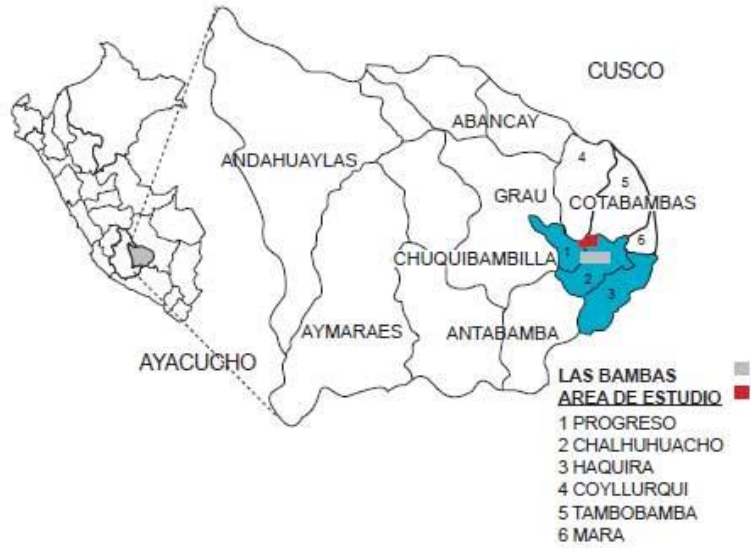 CUSCO
ABANCAY
ANDAHUAYLAS
4
5
GRAU
COTABAMBAS
6
1
CHUQUIBAMBILLA
2
3
AYMARAES
ANTABAMBA
AYACUCHO
LAS BAMBAS
AREA DE ESTUDIO
1 PROGRESO
2 CHALHUHUACHO
3 HAQUIRA
4 COYLLURQUI
5 TAMBOBAMBA
6 MARA